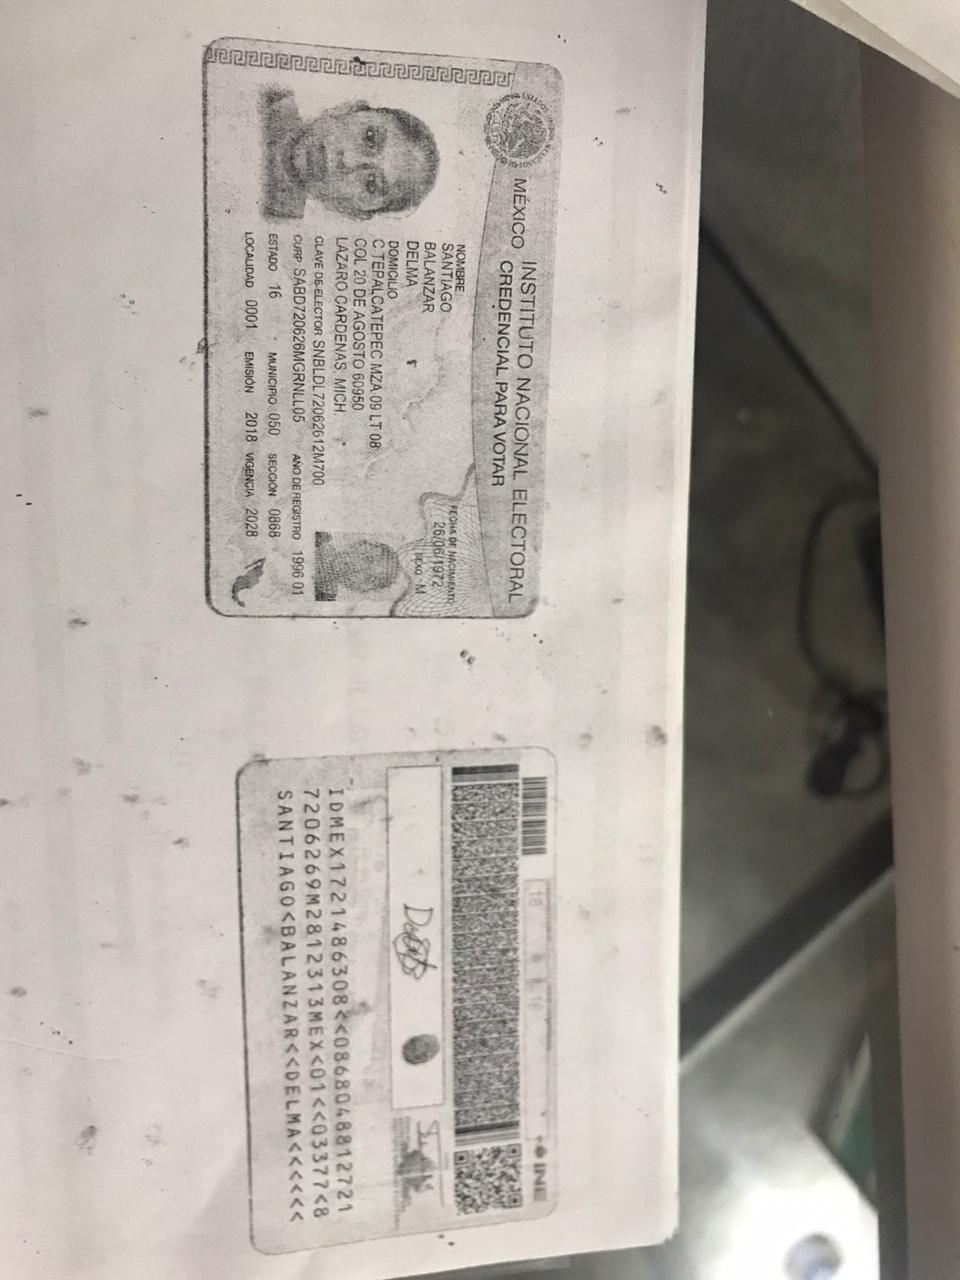 MÉXICO INSTITUTO NACIONAL ELECTORAL
CREDENCIAL PARA VOTAR
NOMBRE
SANTIAGO
BALANZAR
DELMA
FECHA DE NACIMIENTO
26/06/1972
SEXO M
DOMICILIO
C TEPALCATEPEC MZA 09 LT 08
COL 20 DE AGOSTO 60950
LAZARO CARDENAS, MICH.
CLAVE DE ELECTOR SNBLDL72062612M700
CURP SABD720626MGRNLL05 AÑO DE REGISTRO 1996 01
ESTADO 16 MUNICIPIO 050 SECCIÓN 0868
LOCALIDAD 0001 EMISIÓN 2018 VIGENCIA 2028
INE
IDMEX1721486308<<0868048812721
7206269M2812313MEX<01<<03377<8
SANTIAGO<BALANZAR<<DELMA<<<<<<